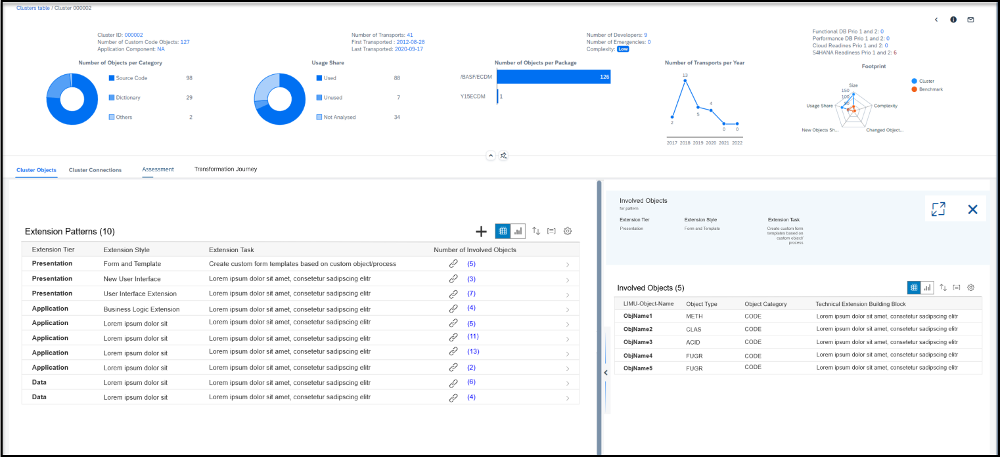 Clusters table / Cluster 000002
Cluster ID: 000002
Number of Custom Code Objects: 127
Application Component: NA
Number of Transports: 41
First Transported : 2012-08-28
Last Transported: 2020-09-17
Number of Developers: 9
Number of Emergencies: 0
Complexity: Low
Functional DB Prio 1 and 2: 0
Performance DB Prio 1 and 2: 0
Cloud Readines Prio 1 and 2: 0
S4HANA Readiness Prio 1 and 2: 6
Number of Objects per Category
Source Code 98
Dictionary 29
Others 2
Usage Share
Used 88
Unused 7
Not Analysed 34
Number of Objects per Package
/BASF/ECDM 126
Y15ECDM 1
Number of Transports per Year
13
2
5
4
0 0
2017 2018 2019 2020 2021 2022
Footprint
Size
150
100
50
Usage Share
Complexity
New Objects Sh...
Changed Object...
Cluster
Benchmark
Cluster Objects Cluster Connections Assessment Transformation Journey
Extension Patterns (10)
Extension Tier Extension Style Extension Task Number of Involved Objects
Presentation Form and Template Create custom form templates based on custom object/process (5)
Presentation New User Interface Lorem ipsum dolor sit amet, consetetur sadipscing elitr (3)
Presentation User Interface Extension Lorem ipsum dolor sit amet, consetetur sadipscing elitr (7)
Application Business Logic Extension Lorem ipsum dolor sit amet, consetetur sadipscing elitr (4)
Application Lorem ipsum dolor sit Lorem ipsum dolor sit amet, consetetur sadipscing elitr (5)
Application Lorem ipsum dolor sit Lorem ipsum dolor sit amet, consetetur sadipscing elitr (11)
Application Lorem ipsum dolor sit Lorem ipsum dolor sit amet, consetetur sadipscing elitr (13)
Application Lorem ipsum dolor sit Lorem ipsum dolor sit amet, consetetur sadipscing elitr (2)
Data Lorem ipsum dolor sit Lorem ipsum dolor sit amet, consetetur sadipscing elitr (6)
Data Lorem ipsum dolor sit Lorem ipsum dolor sit amet, consetetur sadipscing elitr (4)
Involved Objects
for pattern
Extension Tier Extension Style Extension Task
Presentation Form and Template Create custom form
templates based on
custom object/
process
Involved Objects (5)
LIMU-Object-Name Object Type Object Category Technical Extension Building Block
ObjName1 METH CODE Lorem ipsum dolor sit amet, consetetur sadipscing elitr
ObjName2 CLAS CODE Lorem ipsum dolor sit amet, consetetur sadipscing elitr
ObjName3 ACID CODE Lorem ipsum dolor sit amet, consetetur sadipscing elitr
ObjName4 FUGR CODE Lorem ipsum dolor sit amet, consetetur sadipscing elitr
ObjName5 FUGR CODE Lorem ipsum dolor sit amet, consetetur sadipscing elitr